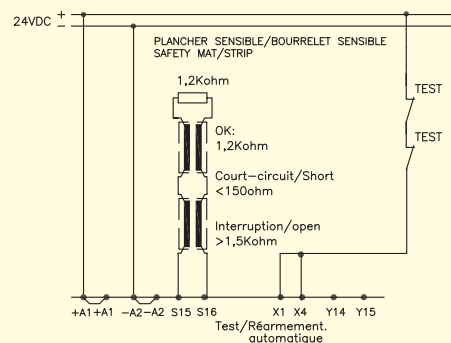 24VDC +
−
PLANCHER SENSIBLE/BOURRELET SENSIBLE
SAFETY MAT/STRIP
1,2Kohm
TEST
OK:
1,2Kohm
TEST
Court-circuit/Short
<150ohm
Interruption/open
>1,5Kohm
+A1 +A1 −A2 −A2 S15 S16 X1 X4 Y14 Y15
Test/Réarmement.
automatique